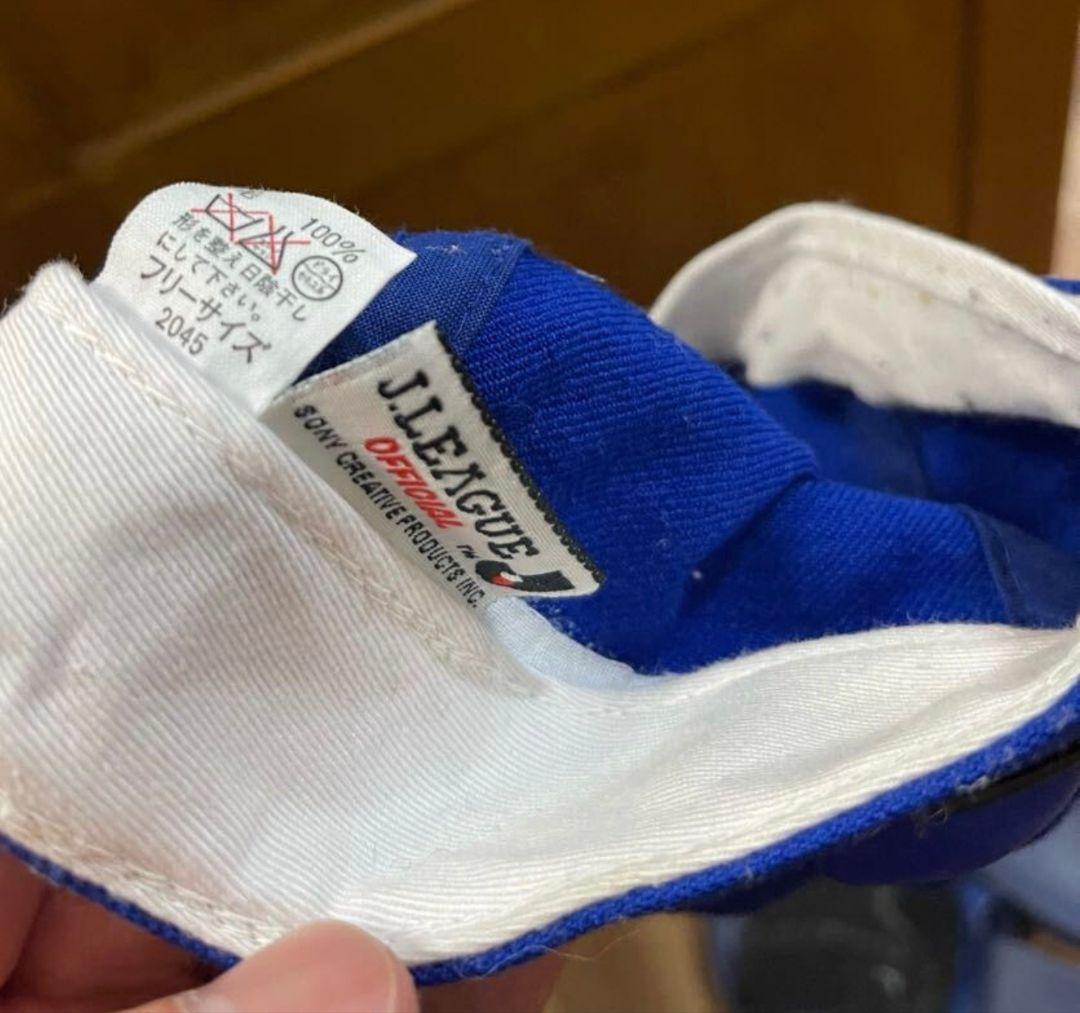 100%
形を整え日陰干し
にして下さい。
フリーサイズ
2045
J.LEAGUE
OFFICIAL TM
SONY CREATIVE PRODUCTS INC.